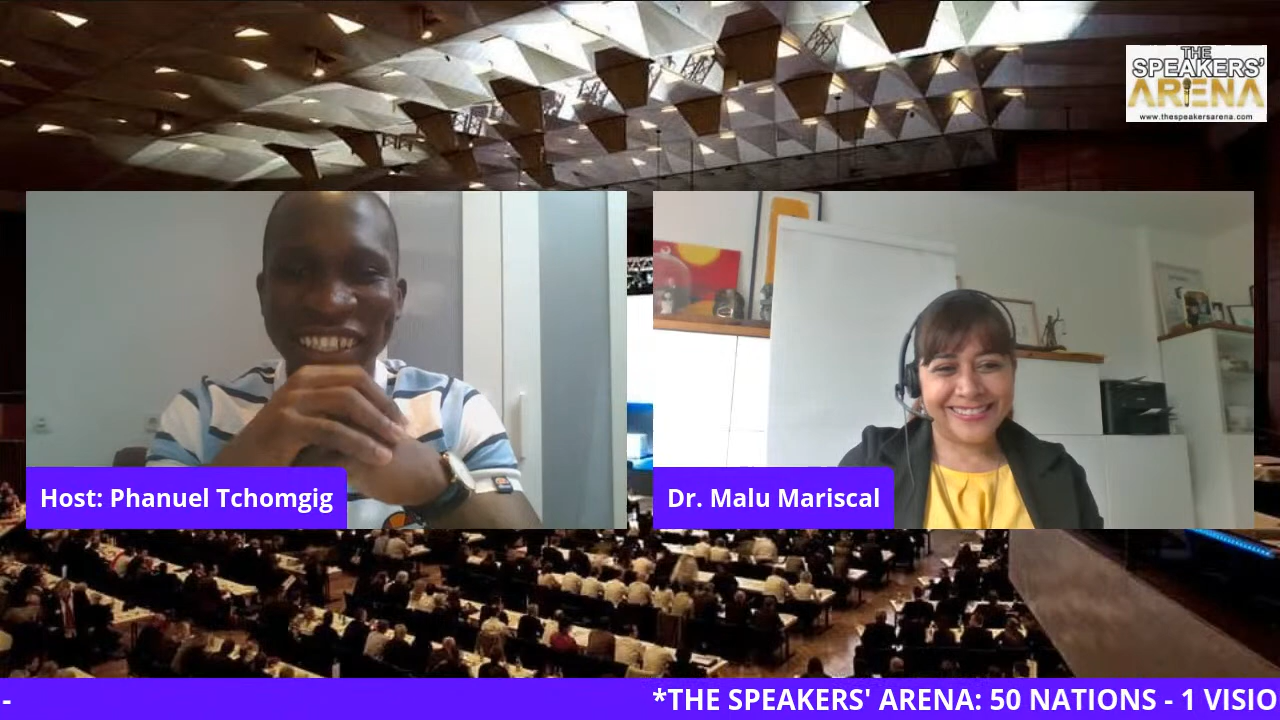 THE
SPEAKERS'
ARENA
www.thespeakersarena.com
Host: Phanuel Tchomgig
Dr. Malu Mariscal
- *THE SPEAKERS' ARENA: 50 NATIONS - 1 VISIO